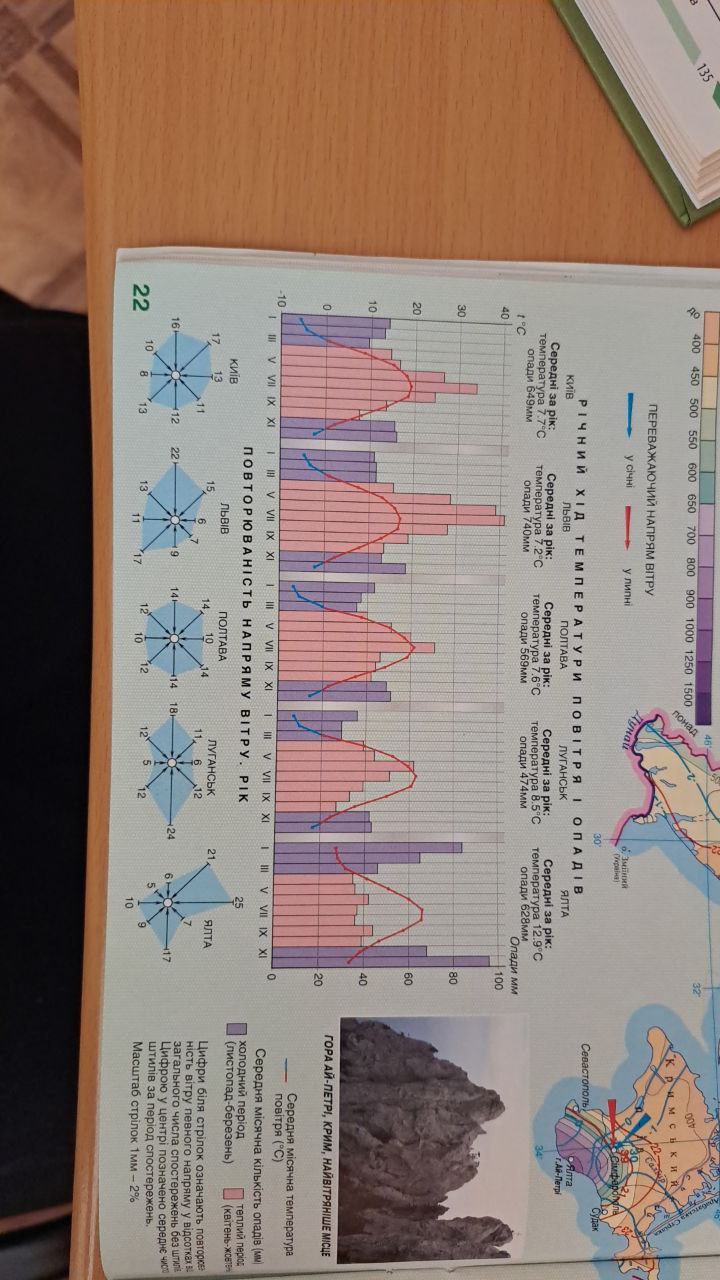 135
400
450
500
550
600
650
700
800
900
1000
1250
1500
понад
ПЕРЕВАЖАЮЧИЙ НАПРЯМ ВІТРУ
у січні
у липні
46°
Дунай
30°
о.Зміїний
(Україна)
32°
КРИМСЬКИЙ
Сімферополь
Севастополь
Ялта
г.Ай-Петрі
Судак
34°
400
39
30
РІЧНИЙ ХІД ТЕМПЕРАТУРИ ПОВІТРЯ І ОПАДІВ
КИЇВ
Середні за рік:
температура 7.7°С
опади 649мм
ЛЬВІВ
Середні за рік:
температура 7.2°С
опади 740мм
ПОЛТАВА
Середні за рік:
температура 7.6°С
опади 569мм
ЛУГАНСЬК
Середні за рік:
температура 8.5°С
опади 474мм
ЯЛТА
Середні за рік:
температура 12.9°С
опади 628мм
t°С
Опади мм
40
30
20
10
0
-10
100
80
60
40
20
0
I III V VII IX XI
I III V VII IX XI
I III V VII IX XI
I III V VII IX XI
I III V VII IX XI
ПОВТОРЮВАНІСТЬ НАПРЯМУ ВІТРУ. РІК
КИЇВ
17
13
11
16
12
10
8
13
ЛЬВІВ
15
6
7
22
9
13
11
17
ПОЛТАВА
14
10
14
14
14
12
10
12
ЛУГАНСЬК
11
6
12
18
24
12
5
12
ЯЛТА
21
25
7
6
17
5
10
9
22
ГОРА АЙ-ПЕТРІ, КРИМ, НАЙВІТРЯНІШЕ МІСЦЕ
Середня місячна температура
повітря (°С)
Середня місячна кількість опадів (мм)
холодний період
(листопад-березень)
теплий період
(квітень-жовтень
Цифри біля стрілок означають повторю
ність вітру певного напряму у відсотках
загального числа спостережень без штил
Цифрою у центрі позначено середнє чис
штилів за період спостережень.
Масштаб стрілок 1мм – 2%